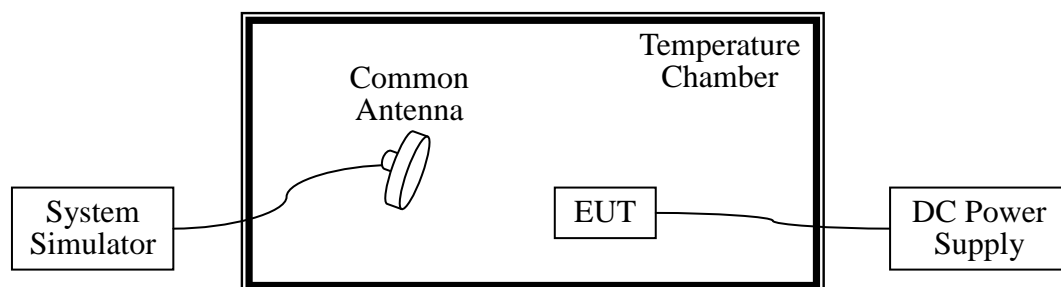 Temperature
Chamber
Common
Antenna
System
Simulator
EUT
DC Power
Supply